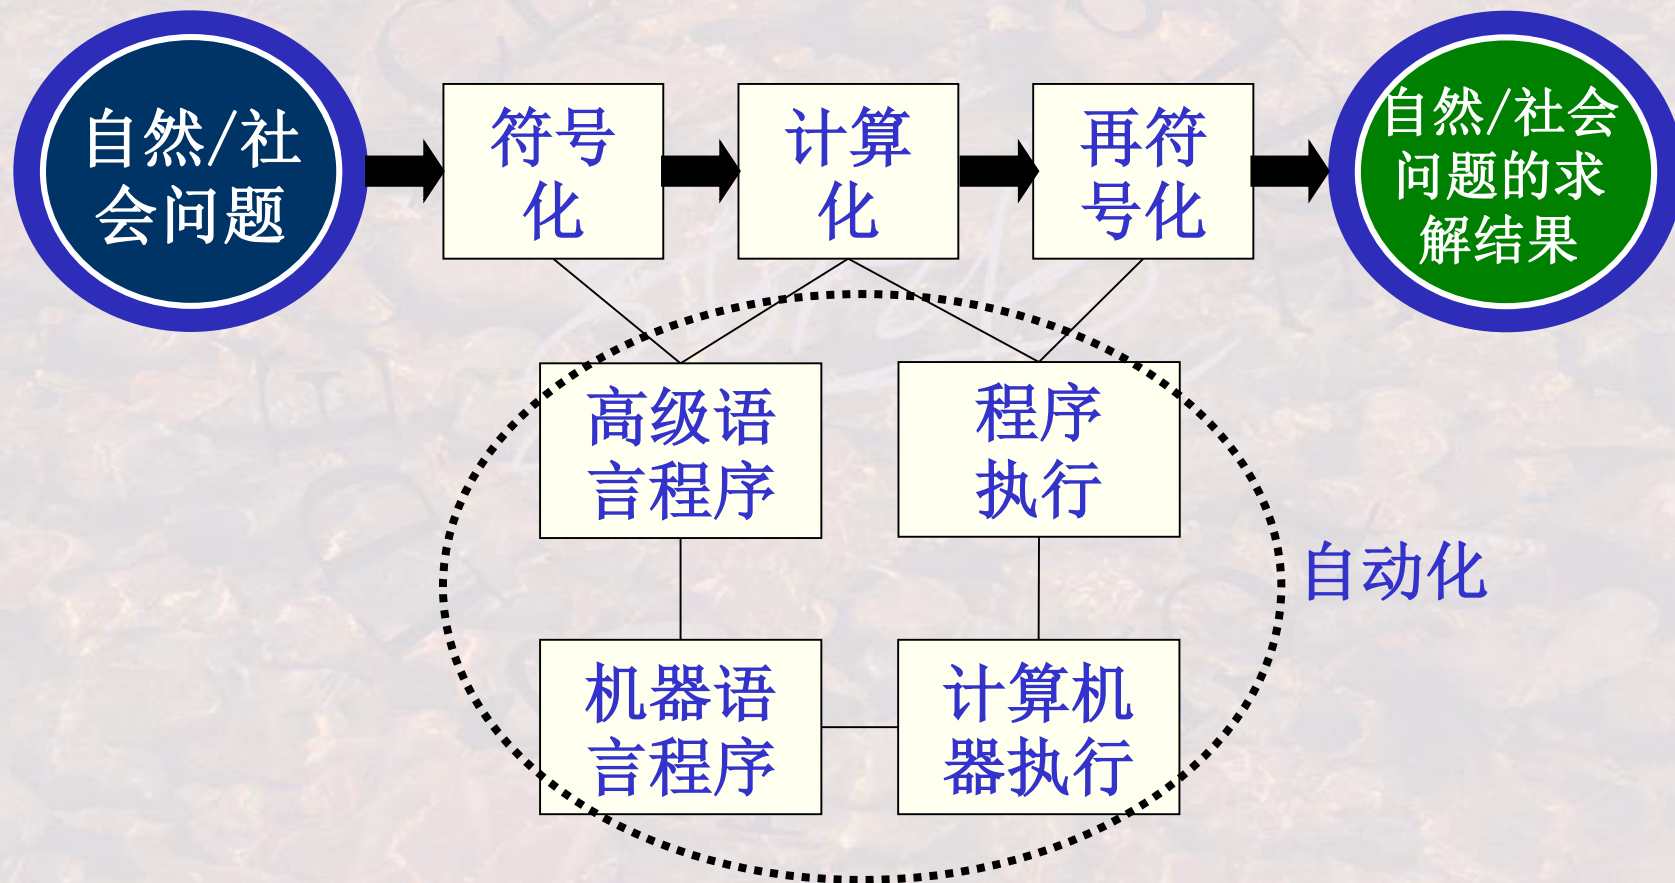 自然/社
会问题
符号
化
计算
化
再符
号化
自然/社会
问题的求
解结果
高级语
言程序
程序
执行
自动化
机器语
言程序
计算机
器执行